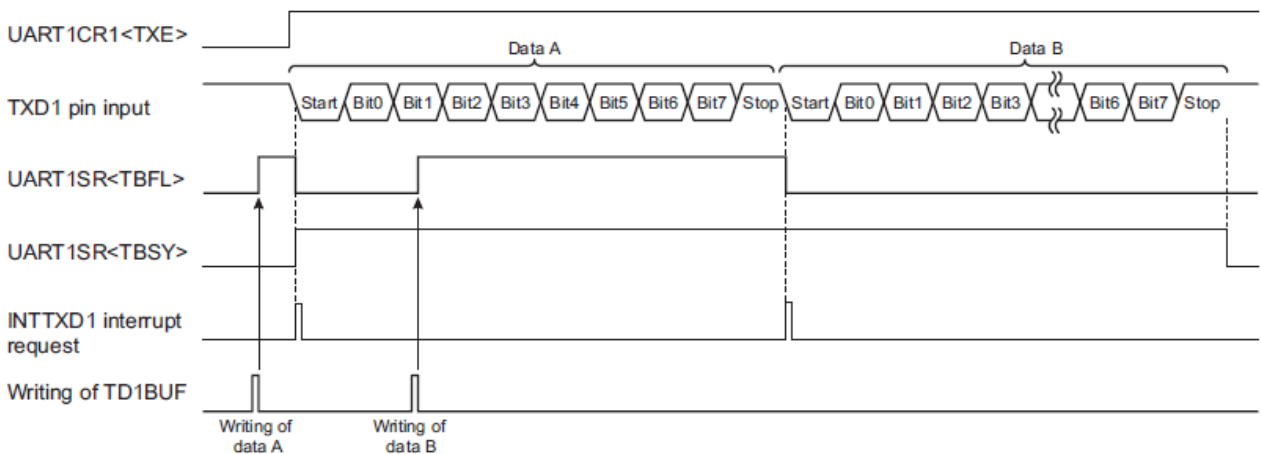 UART1CR1<TXE>
Data A
Data B
TXD1 pin input
Start Bit0 Bit1 Bit2 Bit3 Bit4 Bit5 Bit6 Bit7 Stop Start Bit0 Bit1 Bit2 Bit3 Bit6 Bit7 Stop
UART1SR<TBFL>
UART1SR<TBSY>
INTTXD1 interrupt
request
Writing of TD1BUF
Writing of
data A
Writing of
data B